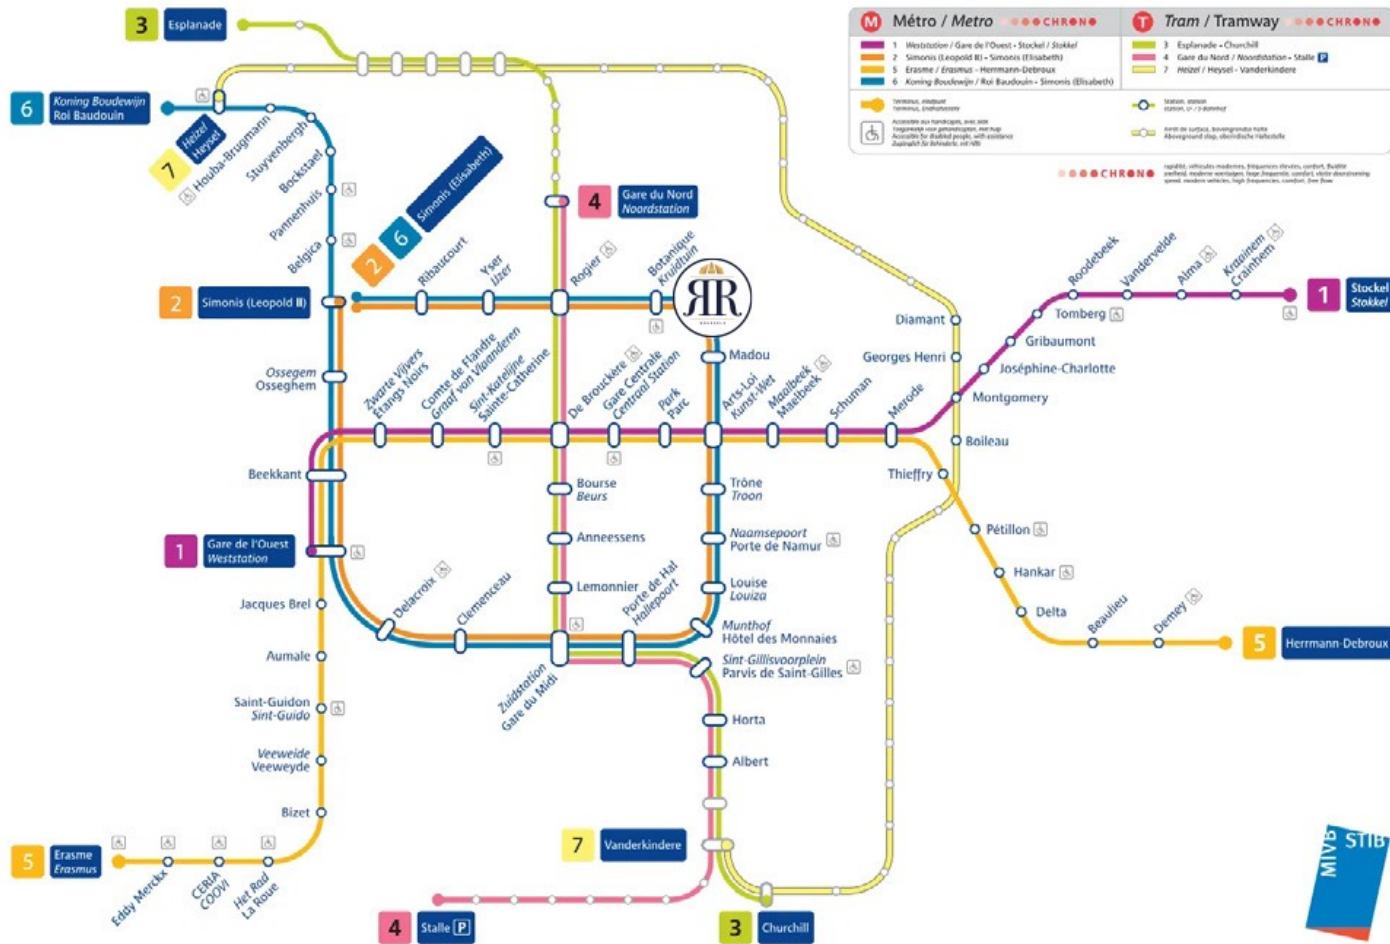 3 Esplanade
M Métro / Metro CHRONO
1 Weststation / Gare de l'Ouest - Stockel / Stokkel
2 Simonis (Leopold II) - Simonis (Elisabeth)
5 Erasme / Erasmus - Herrmann-Debroux
6 Koning Boudewijn / Roi Baudouin - Simonis (Elisabeth)
T Tram / Tramway CHRONO
3 Esplanade - Churchill
4 Gare du Nord / Noordstation - Stalle P
7 Heizel / Heysel - Vanderkindere
CHRONO
6 Koning Boudewijn
Roi Baudouin
7 Heizel
Heysel
Houba-Brugmann
Stuyvenbergh
Bockstael
Pannenhuis
Belgica
2 Simonis (Leopold II)
2 6 Simonis (Elisabeth)
Ribaucourt
Yser
IJzer
4 Gare du Nord
Noordstation
Rogier
Botanique
Kruidtuin
RR
BRUSSELS
Madou
Diamant
Georges Henri
Roodebeek
Vandervelde
Alma
Kraainem
Crainhem
1 Stockel
Stokkel
Tomberg
Gribaumont
Joséphine-Charlotte
Montgomery
Boileau
Ossegem
Osseghem
Zwarte Vijvers
Étangs Noirs
Comte de Flandre
Graaf van Vlaanderen
Sint-Katelijne
Sainte-Catherine
De Brouckère
Gare Centrale
Centraal Station
Park
Parc
Arts-Loi
Kunst-Wet
Maalbeek
Maelbeek
Schuman
Merode
Beekkant
Bourse
Beurs
Trône
Troon
Thieffry
1 Gare de l'Ouest
Weststation
Anneessens
Naamsepoort
Porte de Namur
Pétillon
Hankar
Jacques Brel
Delacroix
Clemenceau
Lemonnier
Porte de Hal
Hallepoort
Louise
Louiza
Delta
Beaulieu
Demey
5 Herrmann-Debroux
Munthof
Hôtel des Monnaies
Aumale
Zuidstation
Gare du Midi
Sint-Gillisvoorplein
Parvis de Saint-Gilles
Saint-Guidon
Sint-Guido
Horta
Veeweide
Veeweyde
Albert
Bizet
7 Vanderkindere
5 Erasme
Erasmus
Eddy Merckx
CERIA
COOVI
Het Rad
La Roue
4 Stalle P
3 Churchill
MIVB STIB